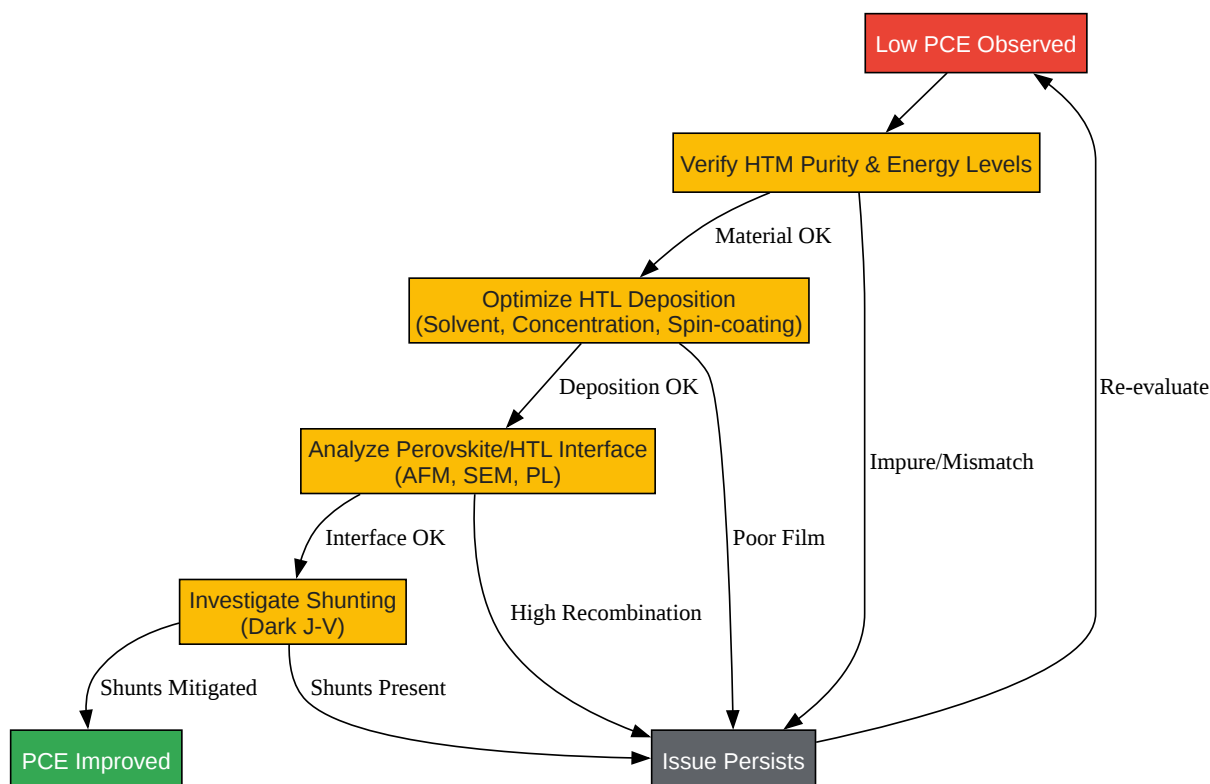 Low PCE Observed
Verify HTM Purity & Energy Levels
Material OK
Optimize HTL Deposition
(Solvent, Concentration, Spin-coating)
Deposition OK
Re-evaluate
Analyze Perovskite/HTL Interface
(AFM, SEM, PL)
Impure/Mismatch
Interface OK
Poor Film
Investigate Shunting
(Dark J-V)
High Recombination
Shunts Mitigated
Shunts Present
PCE Improved
Issue Persists